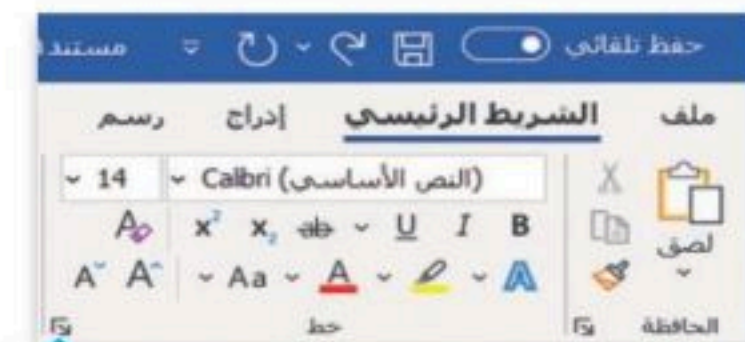 حفظ تلقائي مستند
ملف الشريط الرئيسي إدراج رسم
لصق Calibri (النص الأساسي) 14
B I U ab x₂ x² A
A A Aa A A
الحافظة خط